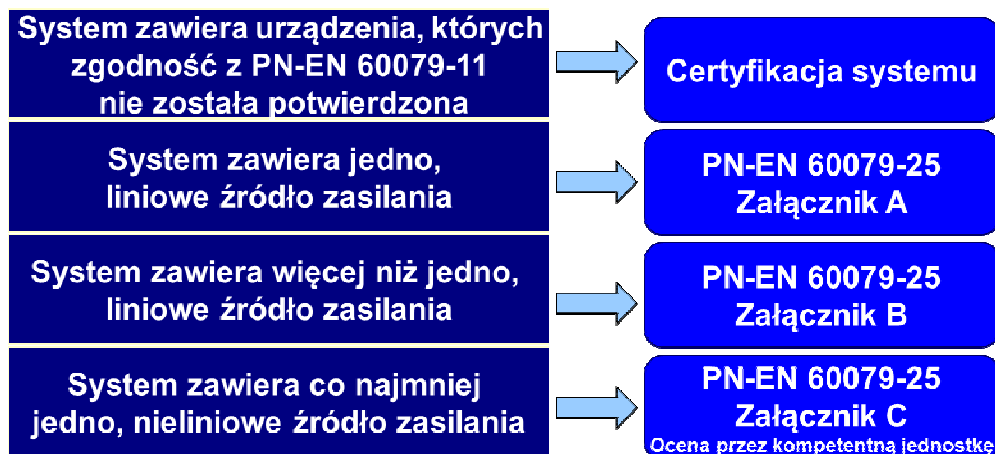 System zawiera urządzenia, których
zgodność z PN-EN 60079-11
nie została potwierdzona
Certyfikacja systemu
System zawiera jedno,
liniowe źródło zasilania
PN-EN 60079-25
Załącznik A
System zawiera więcej niż jedno,
liniowe źródło zasilania
PN-EN 60079-25
Załącznik B
System zawiera co najmniej
jedno, nieliniowe źródło zasilania
PN-EN 60079-25
Załącznik C
Ocena przez kompetentną jednostkę